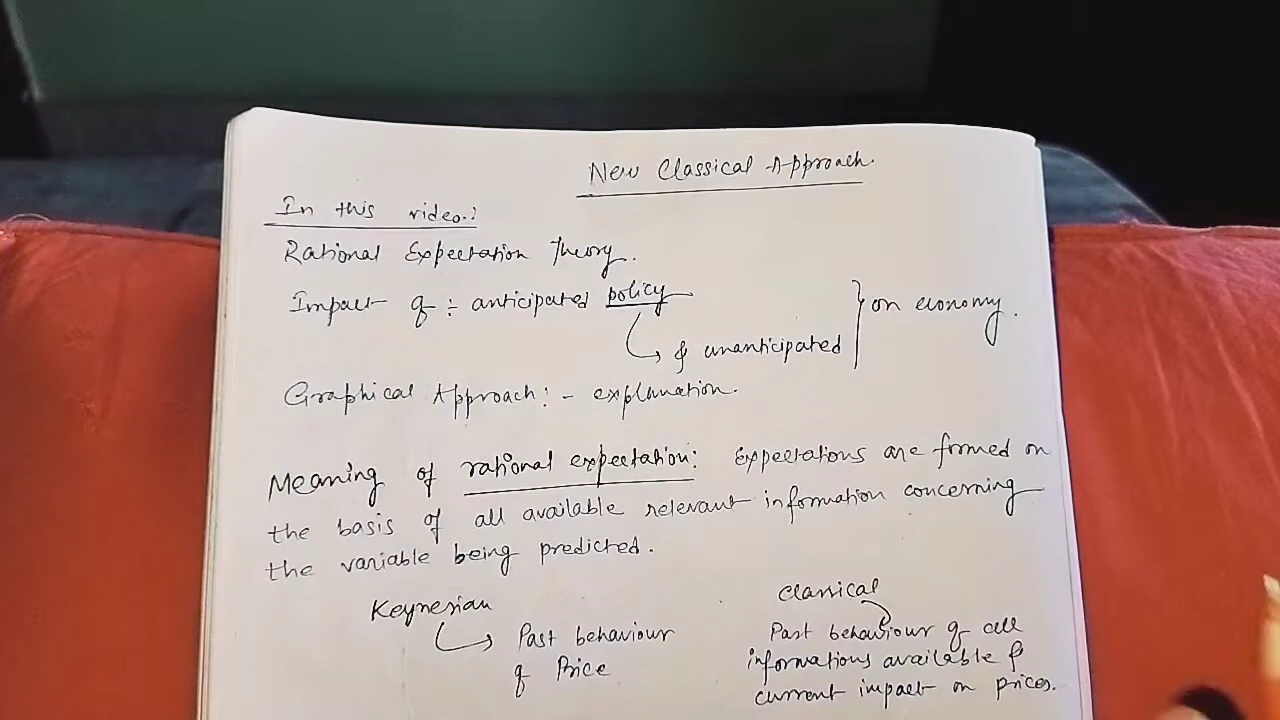 New Classical Approach.
In this video:
Rational Expectation Theory.
Impact of :- anticipated policy
& unanticipated } on economy.
Graphical Approach: - explanation.
Meaning of rational expectation: Expectations are formed on
the basis of all available relevant information concerning
the variable being predicted.
Keynesian
Past behaviour
of Price
Classical
Past behaviour of all
informations available &
current impact on prices.